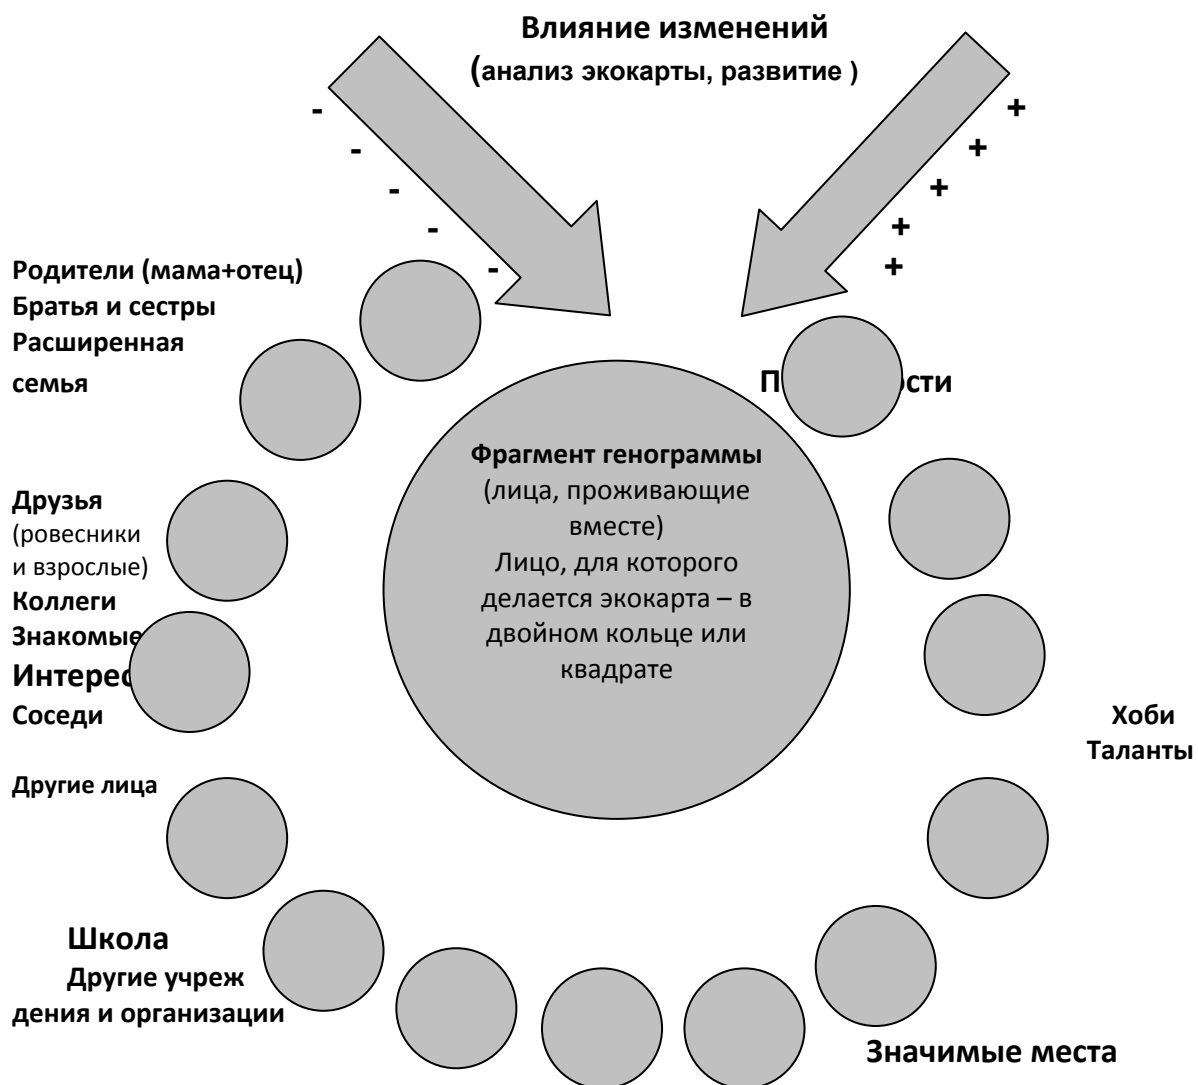 Влияние изменений
(анализ экокарты, развитие )
-
-
-
-
-
+
+
+
+
+
Родители (мама+отец)
Братья и сестры
Расширенная
семья
Фрагмент генограммы
(лица, проживающие
вместе)
Лицо, для которого
делается экокарта – в
двойном кольце или
квадрате
Друзья
(ровесники
и взрослые)
Коллеги
Знакомые
Соседи
Хоби
Таланты
Другие лица
Школа
Другие учреж
дения и организации
Значимые места